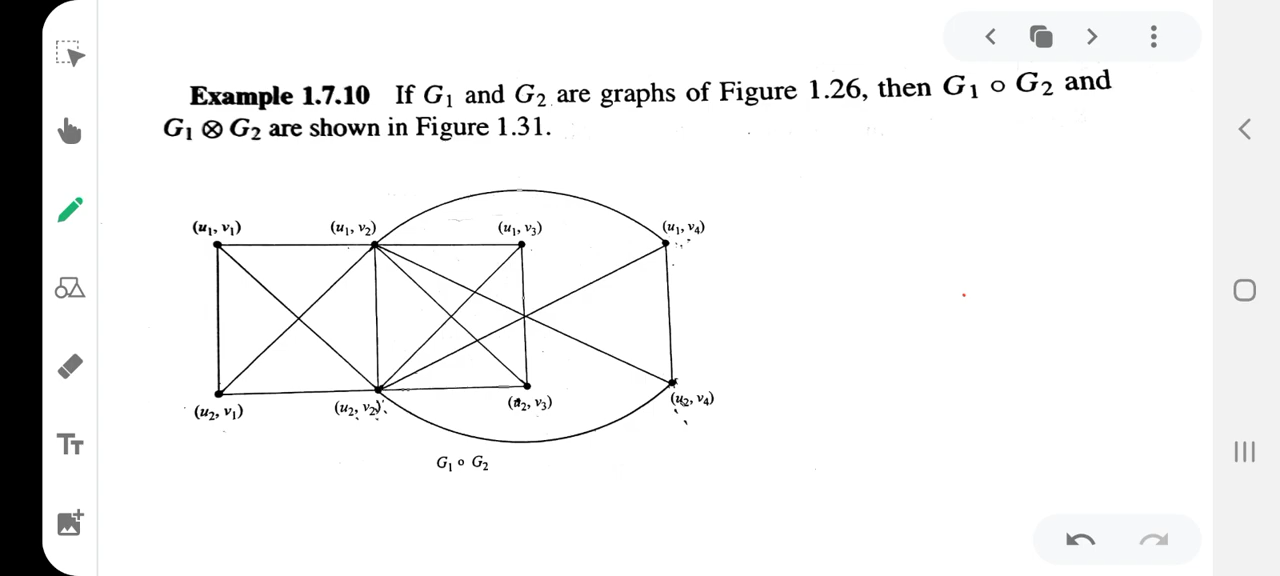 Example 1.7.10 If G₁ and G₂ are graphs of Figure 1.26, then G₁ ∘ G₂ and
G₁ ⊗ G₂ are shown in Figure 1.31.
(u₁, v₁) (u₁, v₂) (u₁, v₃) (u₁, v₄)
(u₂, v₁) (u₂, v₂) (u₂, v₃) (u₂, v₄)
G₁ ∘ G₂
TT